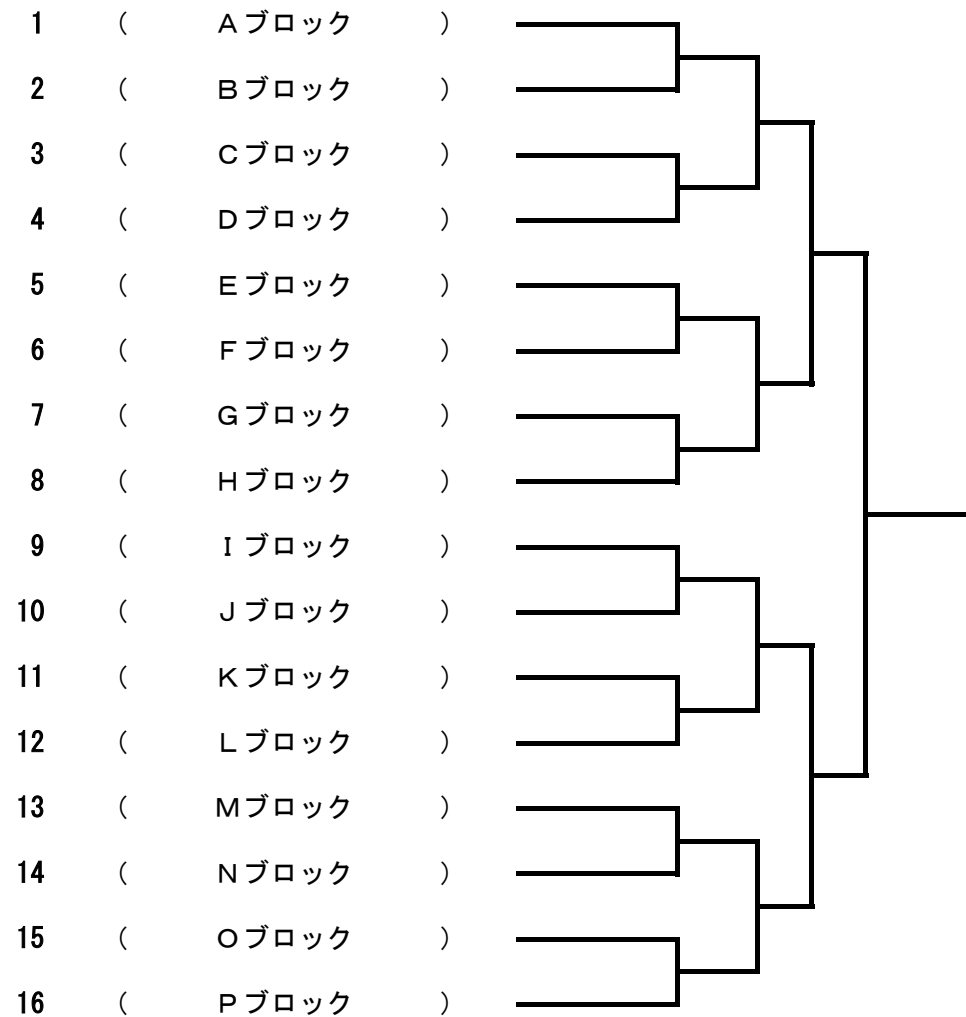 1 ( Aブロック )
2 ( Bブロック )
3 ( Cブロック )
4 ( Dブロック )
5 ( Eブロック )
6 ( Fブロック )
7 ( Gブロック )
8 ( Hブロック )
9 ( Iブロック )
10 ( Jブロック )
11 ( Kブロック )
12 ( Lブロック )
13 ( Mブロック )
14 ( Nブロック )
15 ( Oブロック )
16 ( Pブロック )